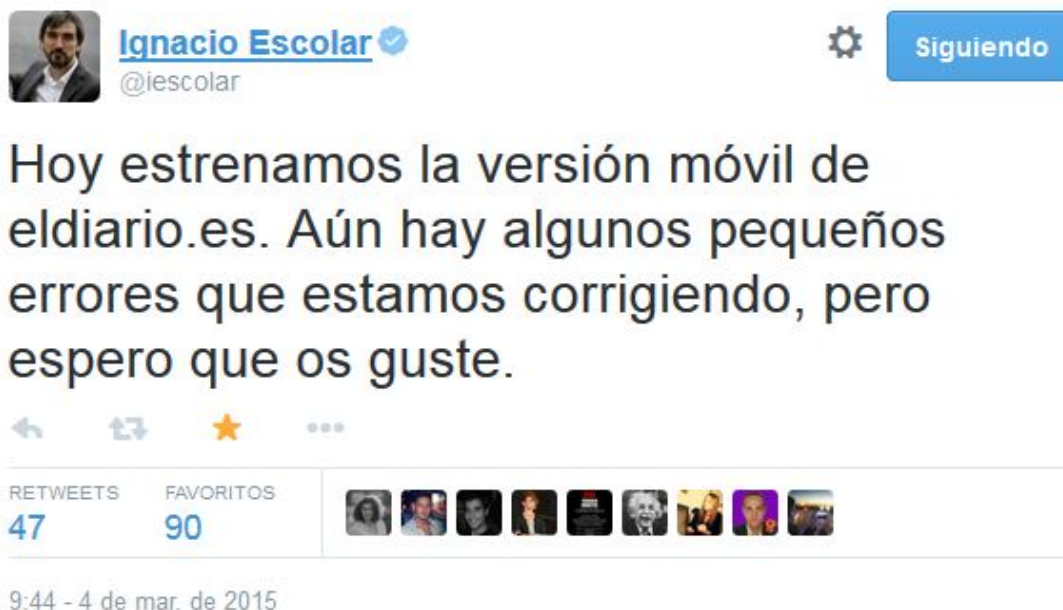 Ignacio Escolar
@iescolar
Siguiendo
Hoy estrenamos la versión móvil de
eldiario.es. Aún hay algunos pequeños
errores que estamos corrigiendo, pero
espero que os guste.
RETWEETS FAVORITOS
47 90
9:44 - 4 de mar. de 2015